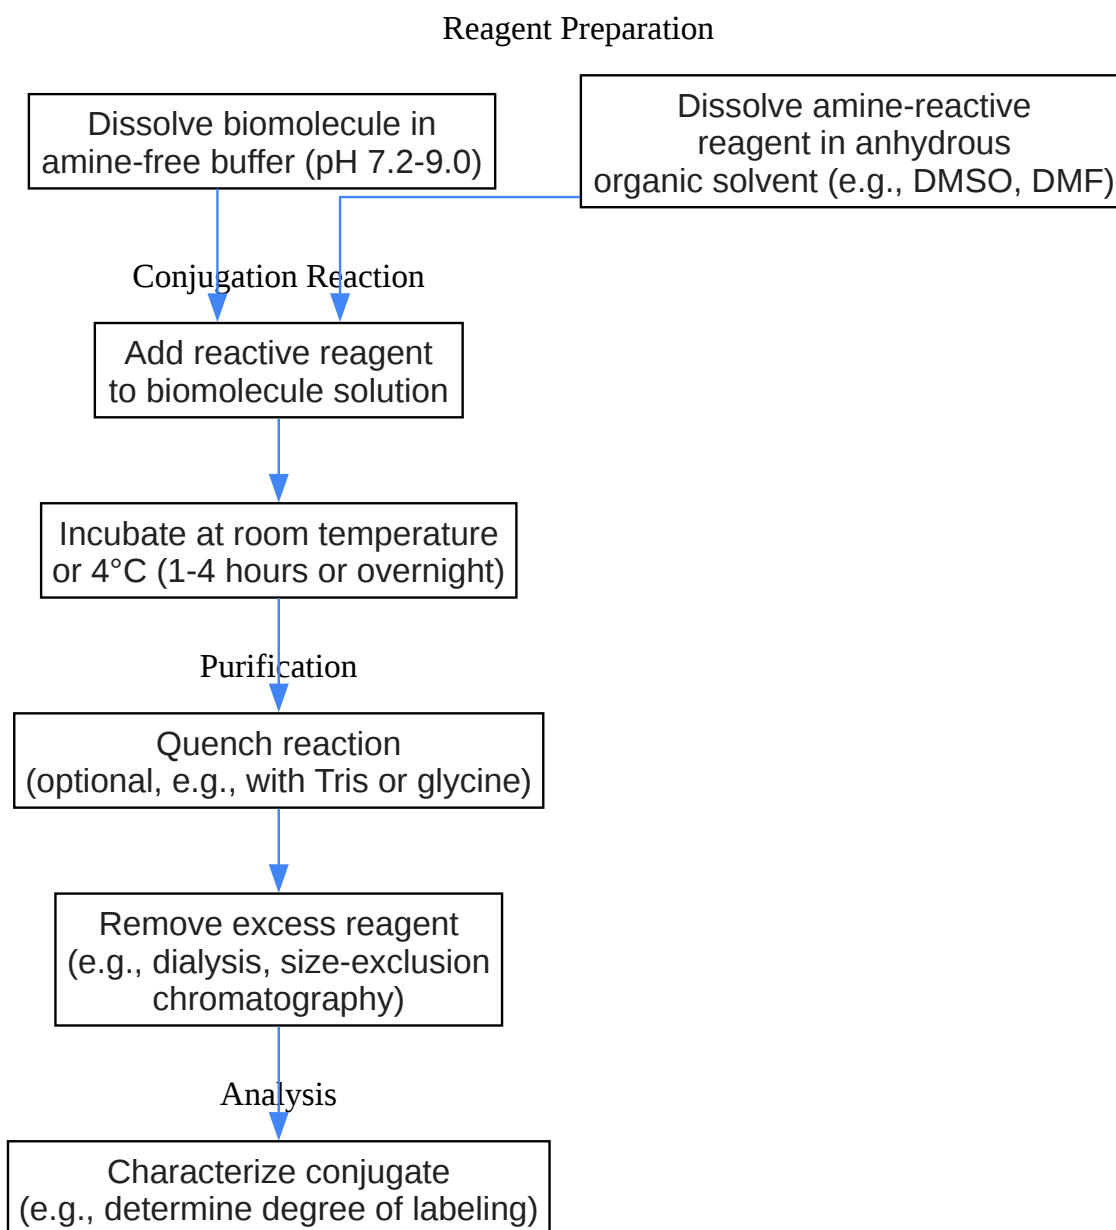 Reagent Preparation
Dissolve biomolecule in
amine-free buffer (pH 7.2-9.0)
Dissolve amine-reactive
reagent in anhydrous
organic solvent (e.g., DMSO, DMF)
Conjugation Reaction
Add reactive reagent
to biomolecule solution
Incubate at room temperature
or 4°C (1-4 hours or overnight)
Purification
Quench reaction
(optional, e.g., with Tris or glycine)
Remove excess reagent
(e.g., dialysis, size-exclusion
chromatography)
Analysis
Characterize conjugate
(e.g., determine degree of labeling)